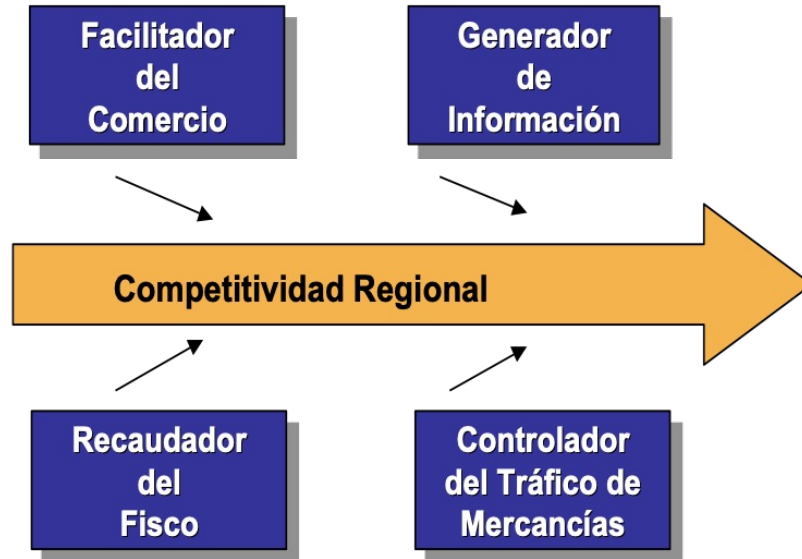 Facilitador
del
Comercio
Generador
de
Información
Competitividad Regional
Recaudador
del
Fisco
Controlador
del Tráfico de
Mercancías